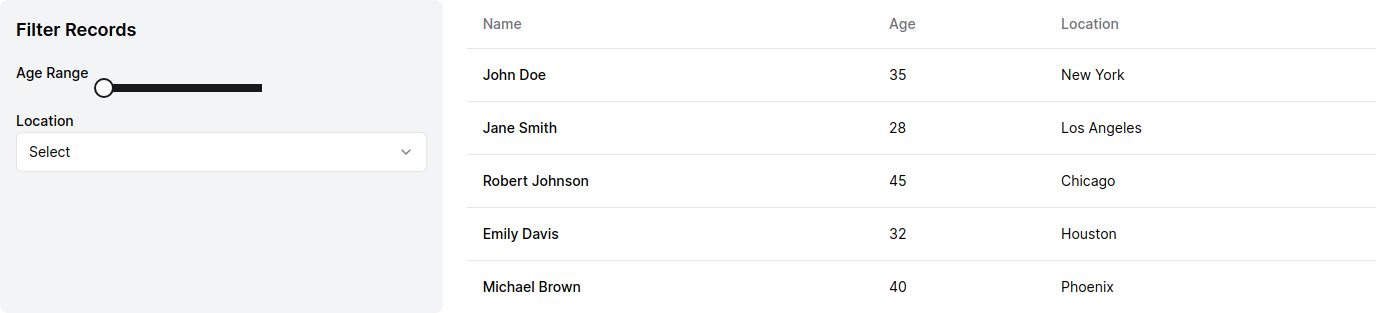 Filter Records
Age Range
Location
Select
Name Age Location
John Doe 35 New York
Jane Smith 28 Los Angeles
Robert Johnson 45 Chicago
Emily Davis 32 Houston
Michael Brown 40 Phoenix